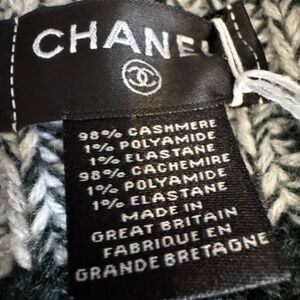 CHANEL
98% CASHMERE
1% POLYAMIDE
1% ELASTANE
98% CACHEMIRE
1% POLYAMIDE
1% ELASTANE
MADE IN
GREAT BRITAIN
FABRIQUE EN
GRANDE BRETAGNE